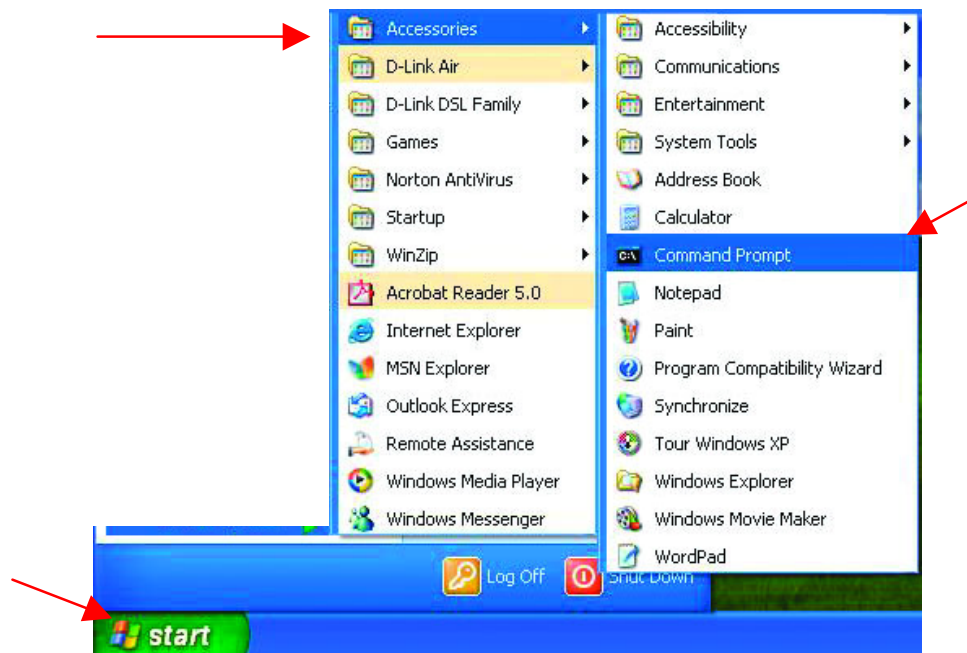 Accessories
D-Link Air
D-Link DSL Family
Games
Norton AntiVirus
Startup
WinZip
Acrobat Reader 5.0
Internet Explorer
MSN Explorer
Outlook Express
Remote Assistance
Windows Media Player
Windows Messenger
Accessibility
Communications
Entertainment
System Tools
Address Book
Calculator
C:\
Command Prompt
Notepad
Paint
Program Compatibility Wizard
Synchronize
Tour Windows XP
Windows Explorer
Windows Movie Maker
WordPad
Log Off
Shut Down
start